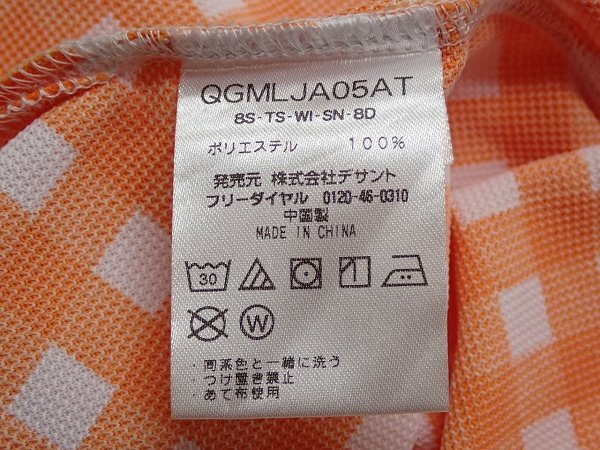 QGMLJA05AT
8S-TS-WI-SN-8D
ポリエステル 100%
発売元 株式会社デサント
フリーダイヤル 0120-46-0310
中国製
MADE IN CHINA
30
W
・同系色と一緒に洗う
・つけ置き禁止
・あて布使用